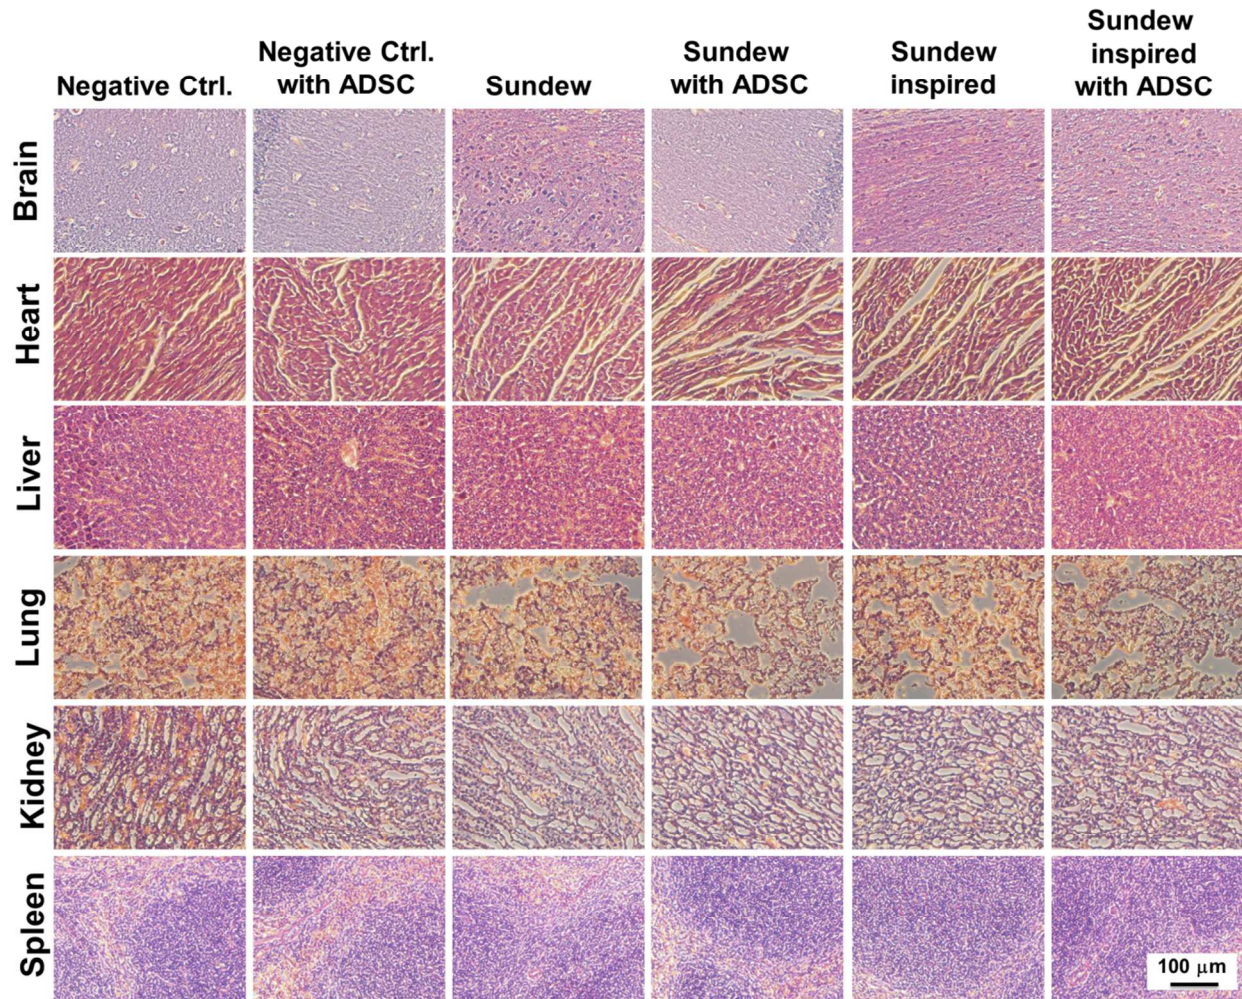 Negative Ctrl.
Negative Ctrl.
with ADSC
Sundew
Sundew
with ADSC
Sundew
inspired
Sundew
inspired
with ADSC
Brain
Heart
Liver
Lung
Kidney
Spleen
100 μm